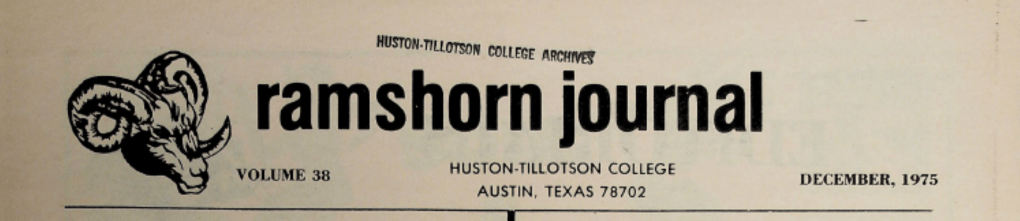 HUSTON-TILLOTSON COLLEGE ARCHIVES
ramshorn journal
VOLUME 38
HUSTON-TILLOTSON COLLEGE
AUSTIN, TEXAS 78702
DECEMBER, 1975